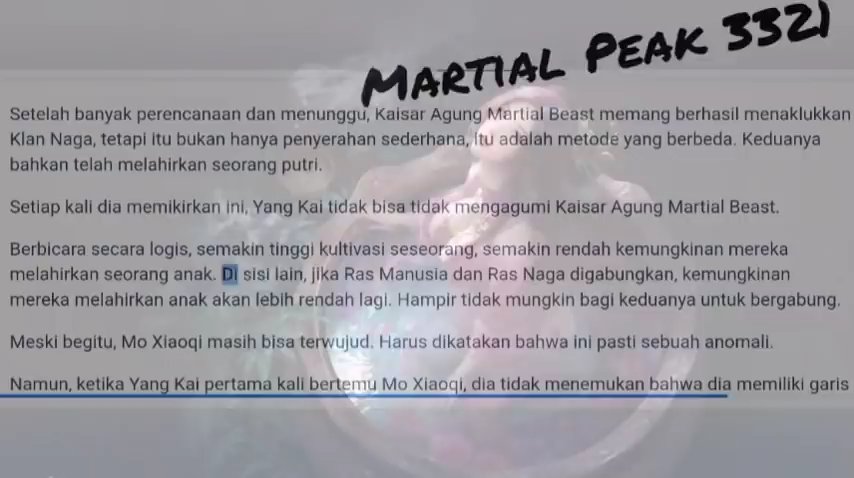 MARTIAL PEAK 3321
Setelah banyak perencanaan dan menunggu, Kaisar Agung Martial Beast memang berhasil menaklukkan
Klan Naga, tetapi itu bukan hanya penyerahan sederhana, itu adalah metode yang berbeda. Keduanya
bahkan telah melahirkan seorang putri.
Setiap kali dia memikirkan ini, Yang Kai tidak bisa tidak mengagumi Kaisar Agung Martial Beast.
Berbicara secara logis, semakin tinggi kultivasi seseorang, semakin rendah kemungkinan mereka
melahirkan seorang anak. Di sisi lain, jika Ras Manusia dan Ras Naga digabungkan, kemungkinan
mereka melahirkan anak akan lebih rendah lagi. Hampir tidak mungkin bagi keduanya untuk bergabung.
Meski begitu, Mo Xiaoqi masih bisa terwujud. Harus dikatakan bahwa ini pasti sebuah anomali.
Namun, ketika Yang Kai pertama kali bertemu Mo Xiaoqi, dia tidak menemukan bahwa dia memiliki garis